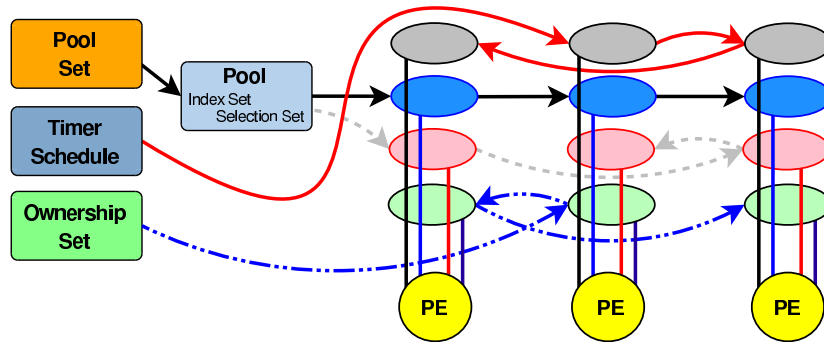 Pool
Set
Pool
Index Set
Selection Set
Timer
Schedule
Ownership
Set
PE
PE
PE